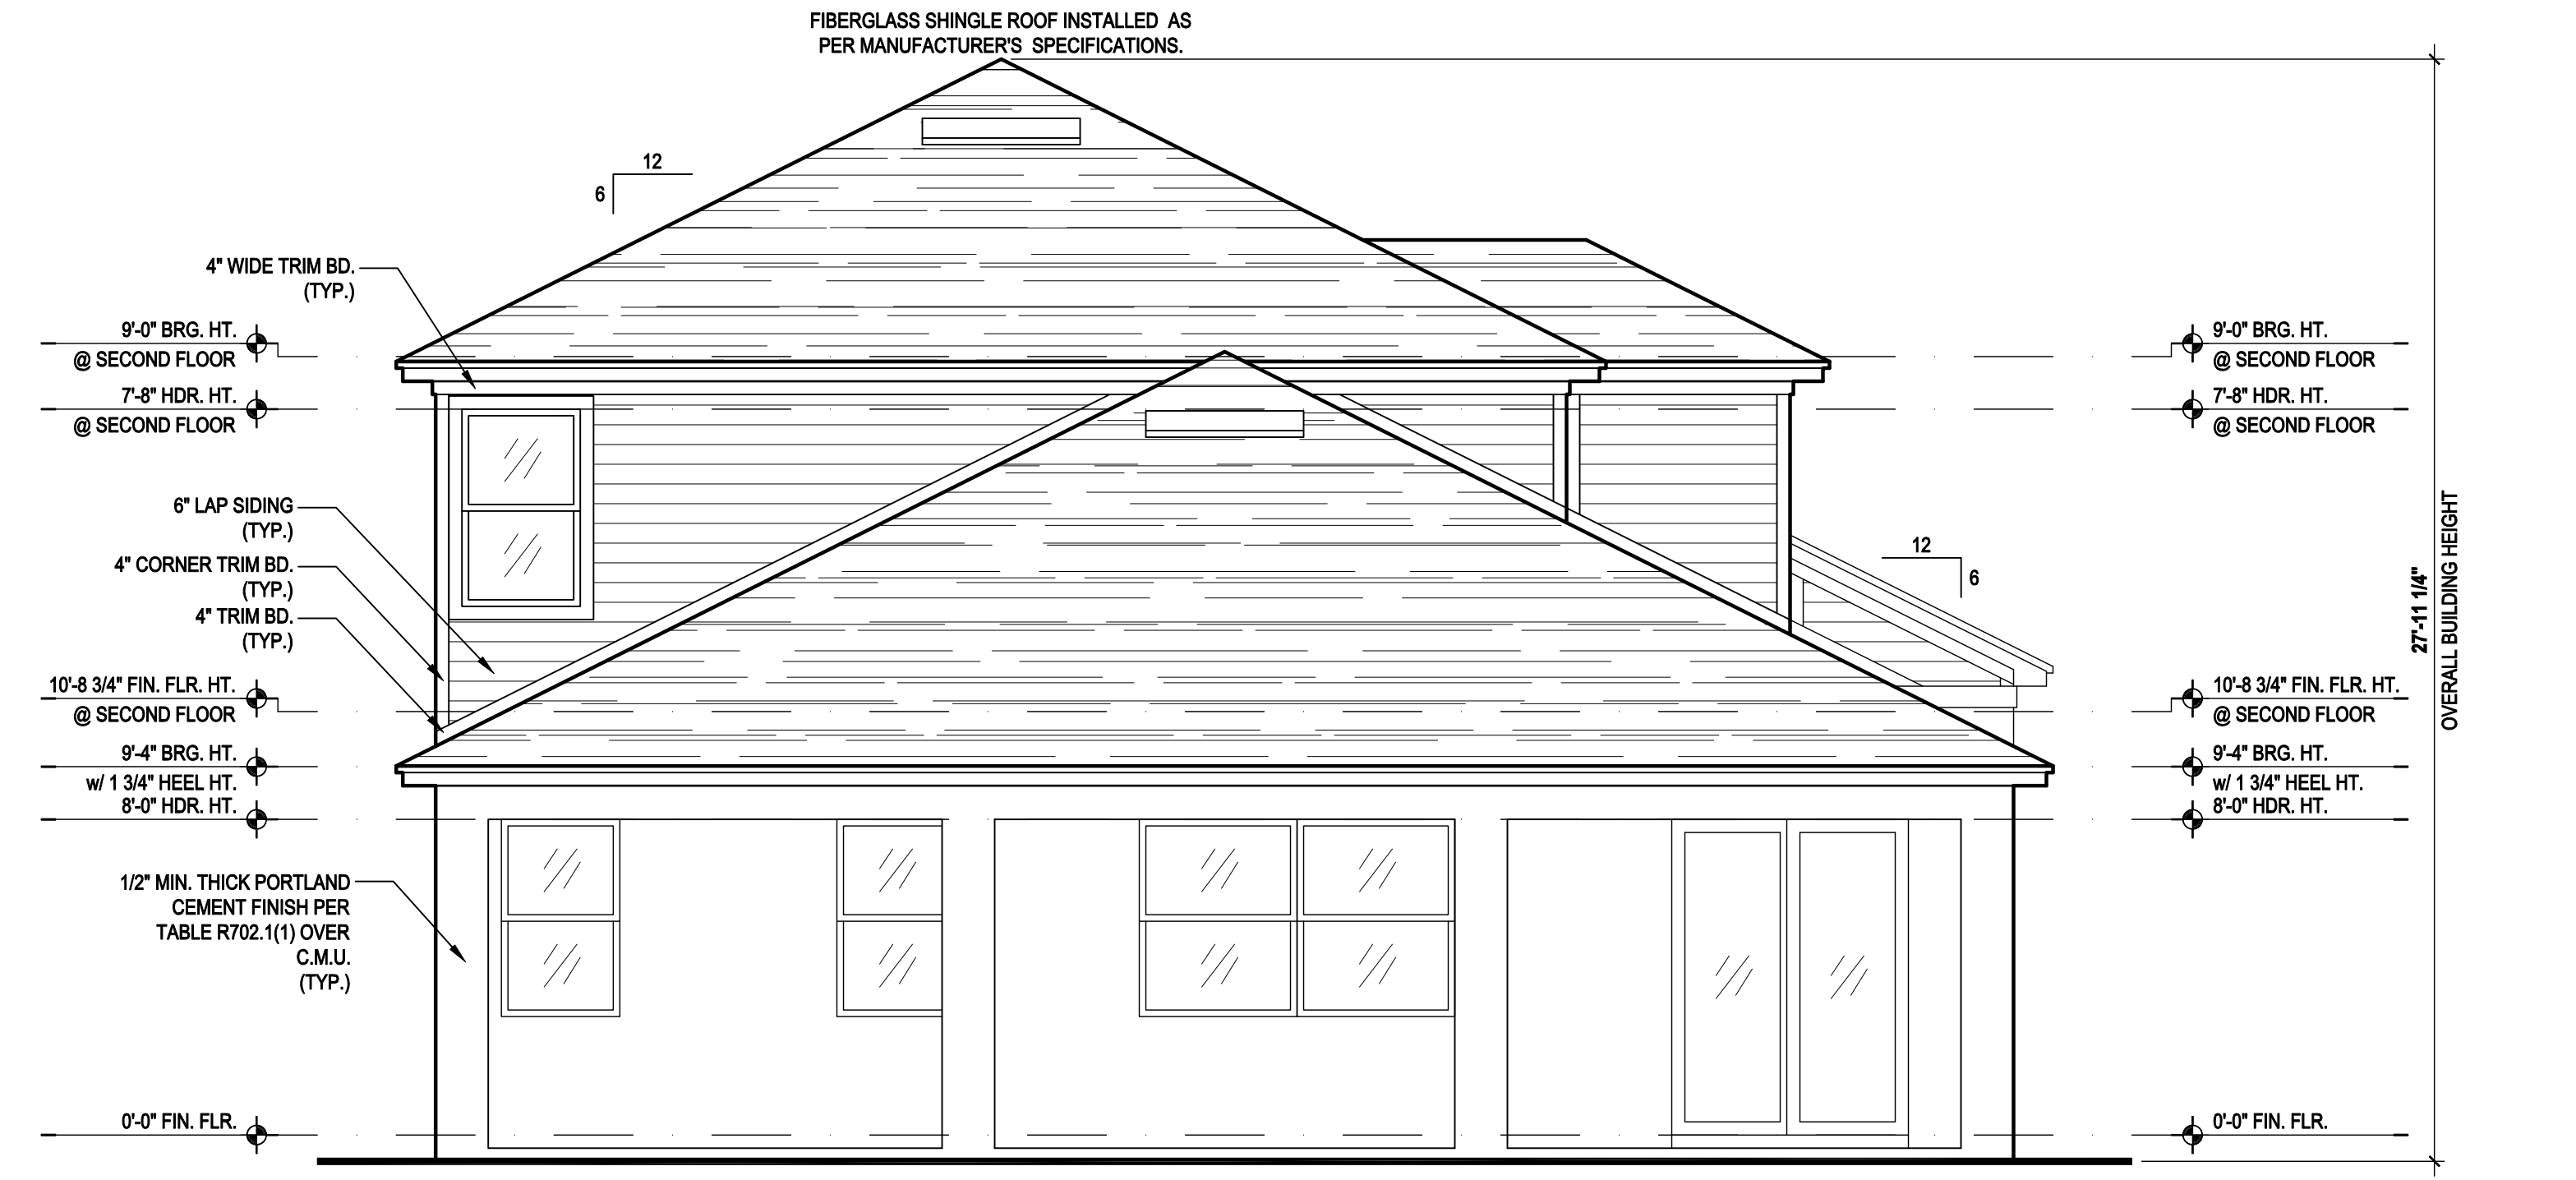 FIBERGLASS SHINGLE ROOF INSTALLED AS
PER MANUFACTURER'S SPECIFICATIONS.
12
6
4" WIDE TRIM BD.
(TYP.)
9'-0" BRG. HT.
@ SECOND FLOOR
7'-8" HDR. HT.
@ SECOND FLOOR
6" LAP SIDING
(TYP.)
4" CORNER TRIM BD.
(TYP.)
4" TRIM BD.
(TYP.)
10'-8 3/4" FIN. FLR. HT.
@ SECOND FLOOR
9'-4" BRG. HT.
w/ 1 3/4" HEEL HT.
8'-0" HDR. HT.
1/2" MIN. THICK PORTLAND
CEMENT FINISH PER
TABLE R702.1(1) OVER
C.M.U.
(TYP.)
0'-0" FIN. FLR.
12
6
9'-0" BRG. HT.
@ SECOND FLOOR
7'-8" HDR. HT.
@ SECOND FLOOR
10'-8 3/4" FIN. FLR. HT.
@ SECOND FLOOR
9'-4" BRG. HT.
w/ 1 3/4" HEEL HT.
8'-0" HDR. HT.
0'-0" FIN. FLR.
27'-11 1/4"
OVERALL BUILDING HEIGHT